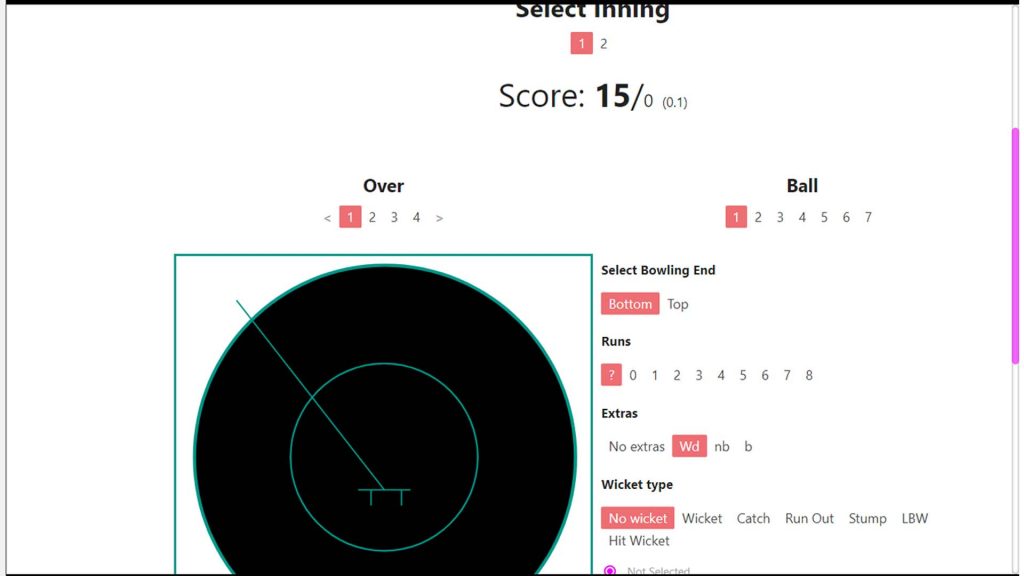 Select Inning
1 2
Score: 15/0 (0.1)
Over
< 1 2 3 4 >
Ball
1 2 3 4 5 6 7
Select Bowling End
Bottom Top
Runs
? 0 1 2 3 4 5 6 7 8
Extras
No extras Wd nb b
Wicket type
No wicket Wicket Catch Run Out Stump LBW
Hit Wicket
Not Selected